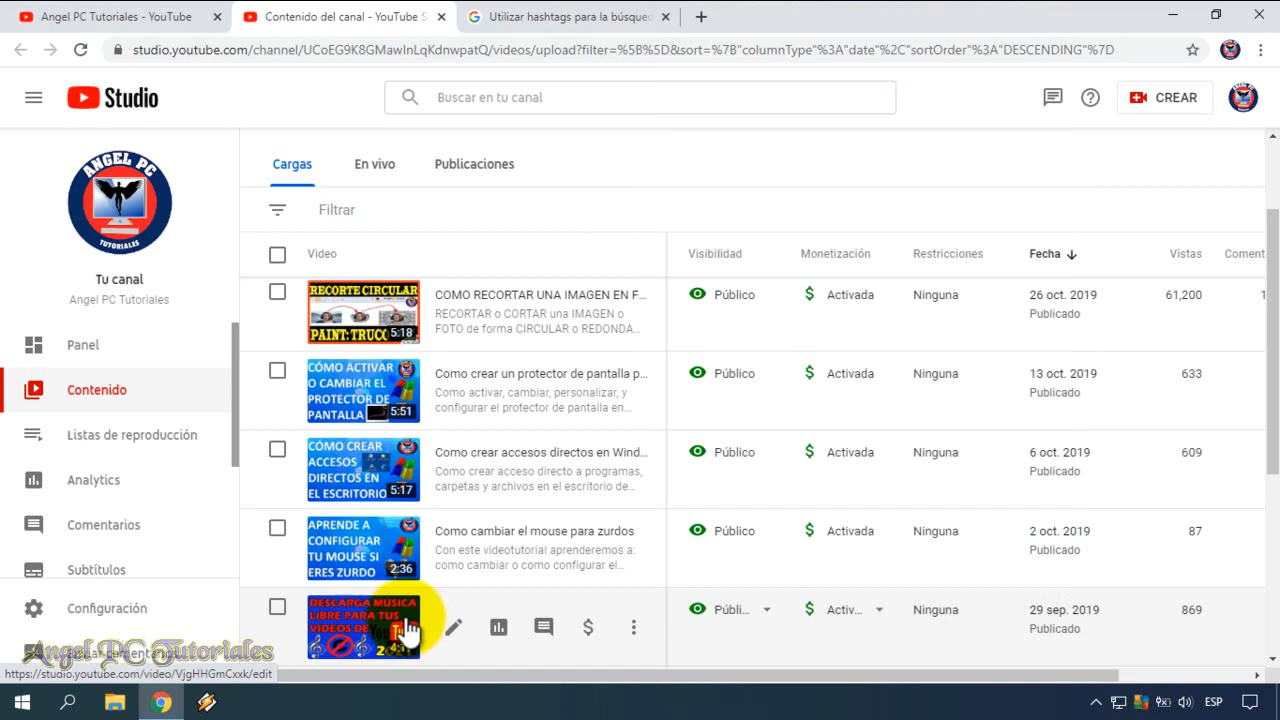 Angel PC Tutoriales - YouTube
Contenido del canal - YouTube S
Utilizar hashtags para la búsqued
studio.youtube.com/channel/UCoEG9K8GMawInLqKdnwpatQ/videos/upload?filter=%5B%5D&sort=%7B"columnType"%3A"date"%2C"sortOrder"%3A"DESCENDING"%7D
Studio
Buscar en tu canal
CREAR
ANGEL PC
TUTORIALES
Tu canal
Angel PC Tutoriales
Panel
Contenido
Listas de reproducción
Analytics
Comentarios
Subtítulos
Configuración
Angel PC Tutoriales
Cargas
En vivo
Publicaciones
Filtrar
Video
Visibilidad
Monetización
Restricciones
Fecha
Vistas
Coment
RECORTE CIRCULAR
PAINT: TRUCO
5:18
COMO RECORTAR UNA IMAGEN EN F...
RECORTAR o CORTAR una IMAGEN o
FOTO de forma CIRCULAR o REDONDA...
Público
Activada
Ninguna
26 oct. 2019
Publicado
61,200
1
CÓMO ACTIVAR
O CAMBIAR EL
PROTECTOR DE
PANTALLA
5:51
Como crear un protector de pantalla p...
Como activar, cambiar, personalizar, y
configurar el protector de pantalla en...
Público
Activada
Ninguna
13 oct. 2019
Publicado
633
CÓMO CREAR
ACCESOS
DIRECTOS EN
EL ESCRITORIO
5:17
Como crear accesos directos en Wind...
Como crear acceso directo a programas,
carpetas y archivos en el escritorio de...
Público
Activada
Ninguna
6 oct. 2019
Publicado
609
APRENDE A
CONFIGURAR
TU MOUSE SI
ERES ZURDO
2:36
Como cambiar el mouse para zurdos
Con este videotutorial aprenderemos a:
como cambiar o como configurar el...
Público
Activada
Ninguna
2 oct. 2019
Publicado
87
DESCARGA MÚSICA
LIBRE PARA TUS
VIDEOS DE
Públi...
Activ...
Ninguna
29 sep. 2019
Publicado
869
https://studio.youtube.com/video/VjgHHGmCxxk/edit
ESP